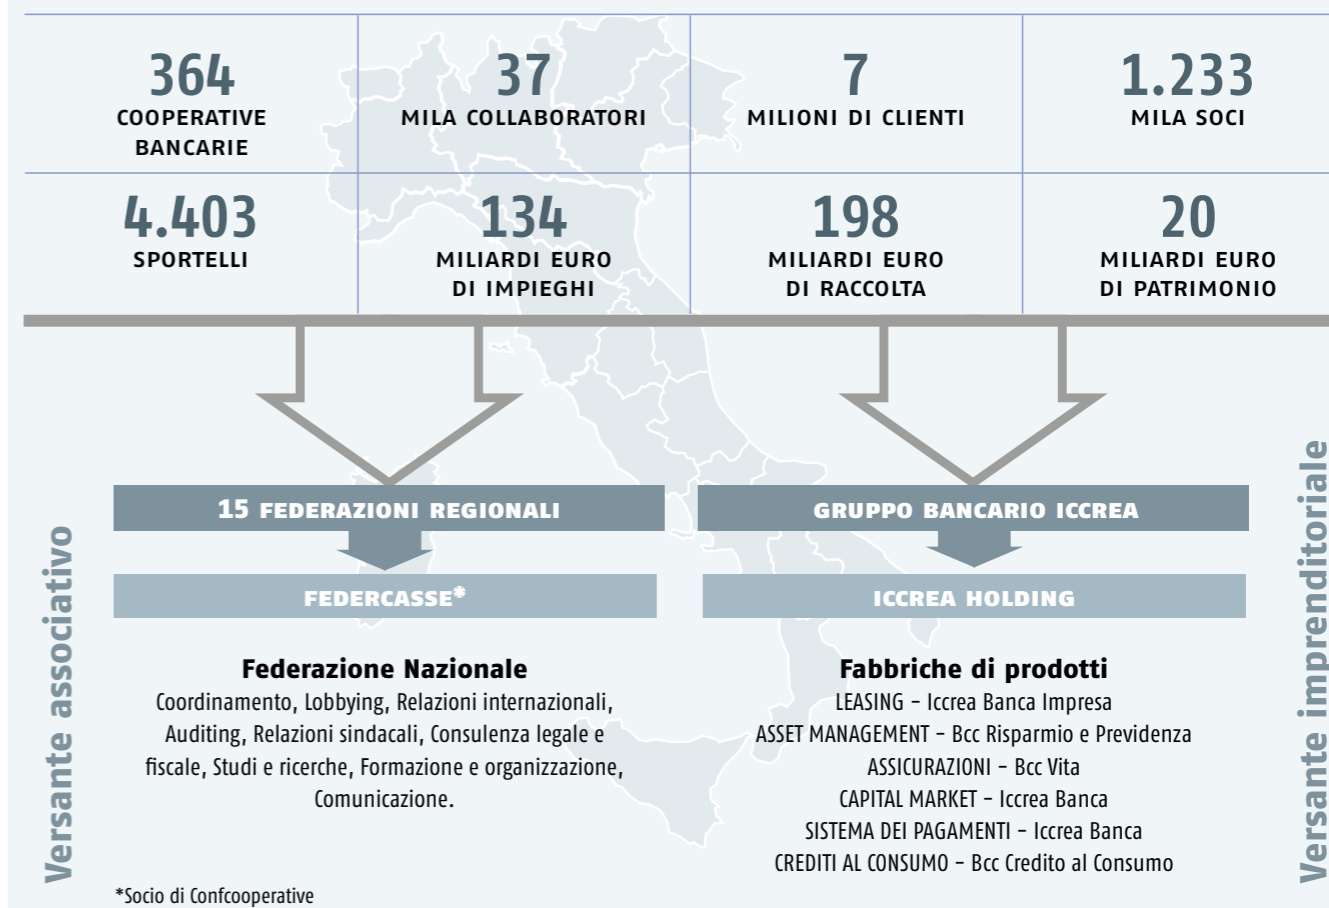 364
COOPERATIVE
BANCARIE
37
MILA COLLABORATORI
7
MILIONI DI CLIENTI
1.233
MILA SOCI
4.403
SPORTELLI
134
MILIARDI EURO
DI IMPIEGHI
198
MILIARDI EURO
DI RACCOLTA
20
MILIARDI EURO
DI PATRIMONIO
Versante associativo
15 FEDERAZIONI REGIONALI
FEDERCASSE*
Federazione Nazionale
Coordinamento, Lobbying, Relazioni internazionali,
Auditing, Relazioni sindacali, Consulenza legale e
fiscale, Studi e ricerche, Formazione e organizzazione,
Comunicazione.
*Socio di Confcooperative
GRUPPO BANCARIO ICCREA
ICCREA HOLDING
Fabbriche di prodotti
LEASING – Iccrea Banca Impresa
ASSET MANAGEMENT – Bcc Risparmio e Previdenza
ASSICURAZIONI – Bcc Vita
CAPITAL MARKET – Iccrea Banca
SISTEMA DEI PAGAMENTI – Iccrea Banca
CREDITI AL CONSUMO – Bcc Credito al Consumo
Versante imprenditoriale